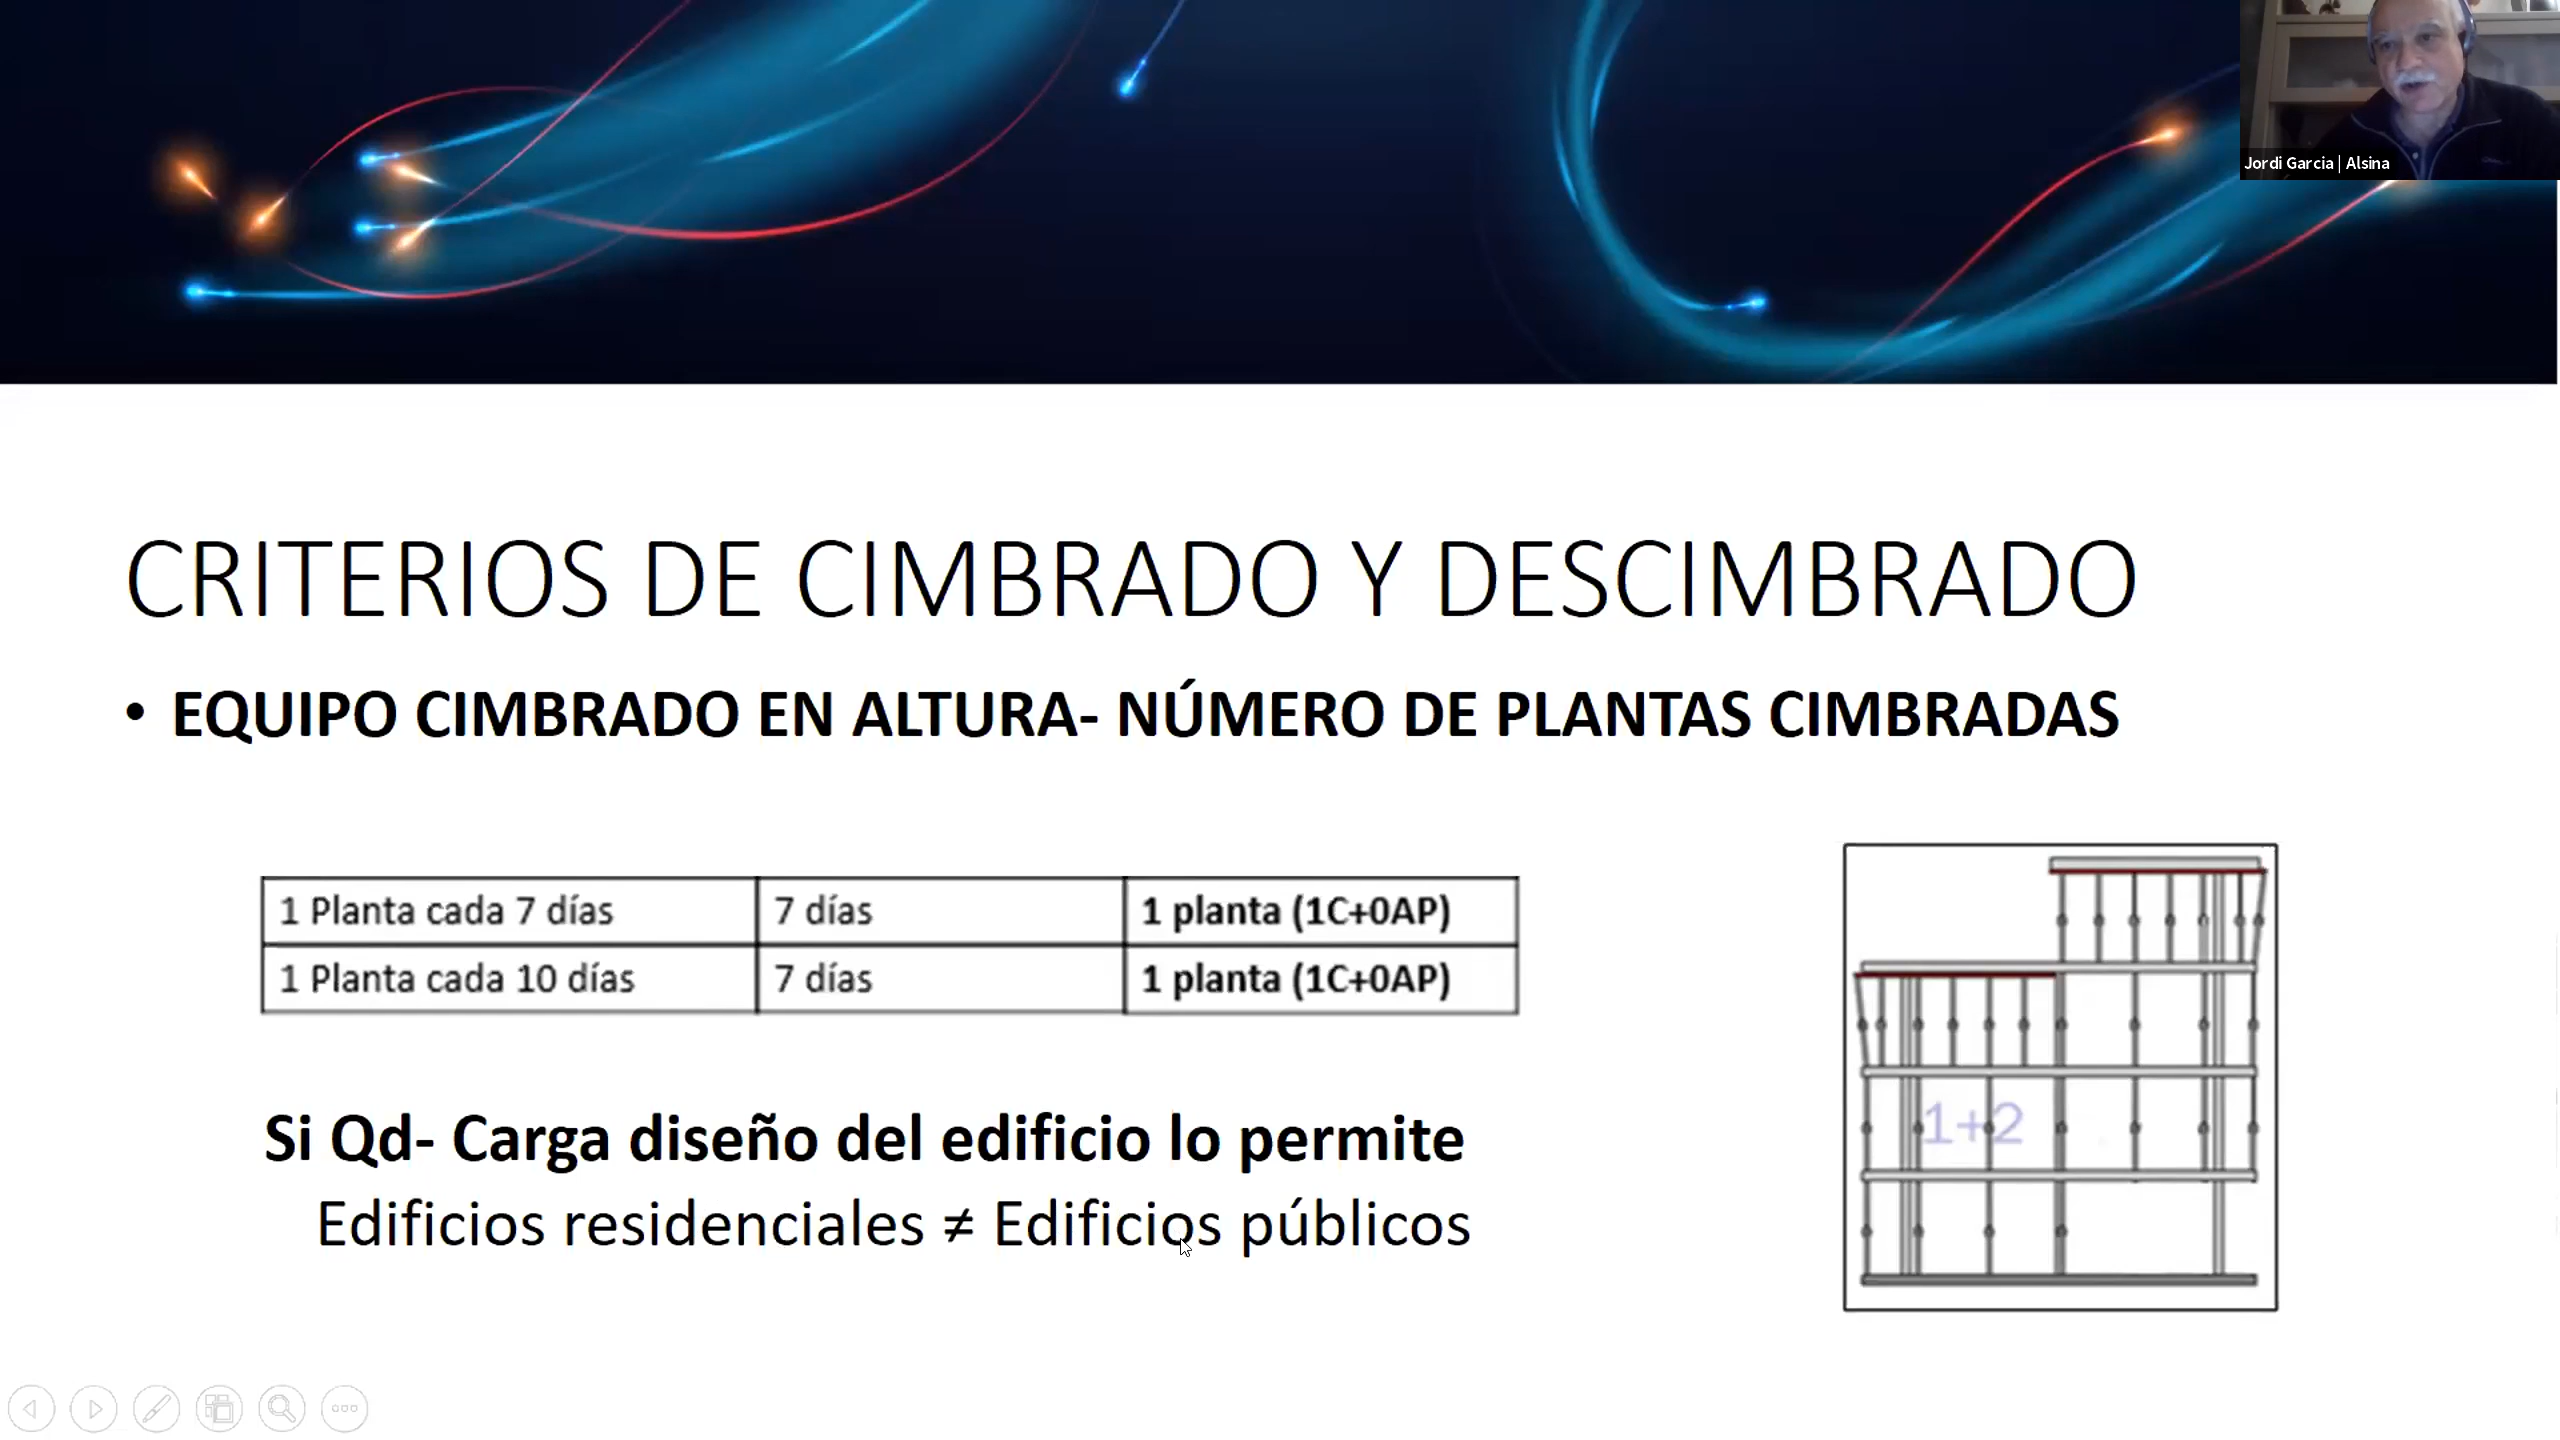 Jordi Garcia | Alsina
CRITERIOS DE CIMBRADO Y DESCIMBRADO
• EQUIPO CIMBRADO EN ALTURA- NÚMERO DE PLANTAS CIMBRADAS
1 Planta cada 7 días 7 días 1 planta (1C+0AP)
1 Planta cada 10 días 7 días 1 planta (1C+0AP)
1+2
Si Qd- Carga diseño del edificio lo permite
Edificios residenciales ≠ Edificios públicos